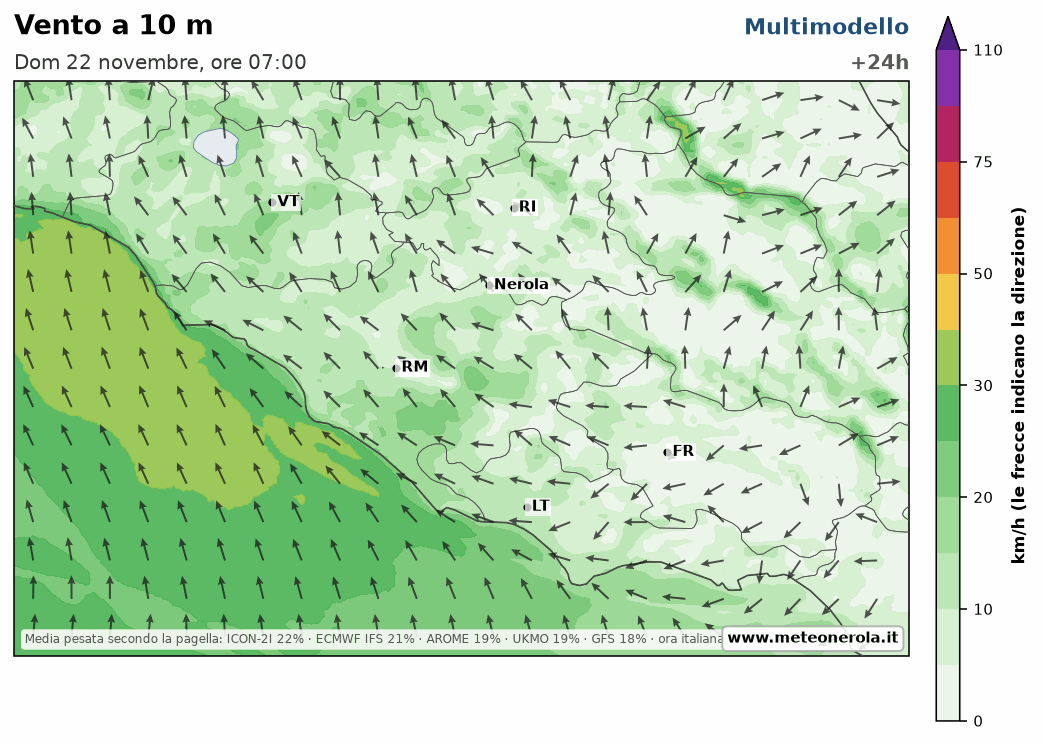 Vento a 10 m
Multimodello
Dom 22 novembre, ore 07:00
+24h
VT
RI
Nerola
RM
FR
LT
Media pesata secondo la pagella: ICON-2I 22% · ECMWF IFS 21% · AROME 19% · UKMO 19% · GFS 18% · ora italiana
www.meteonerola.it
110
75
50
30
20
10
0
km/h (le frecce indicano la direzione)